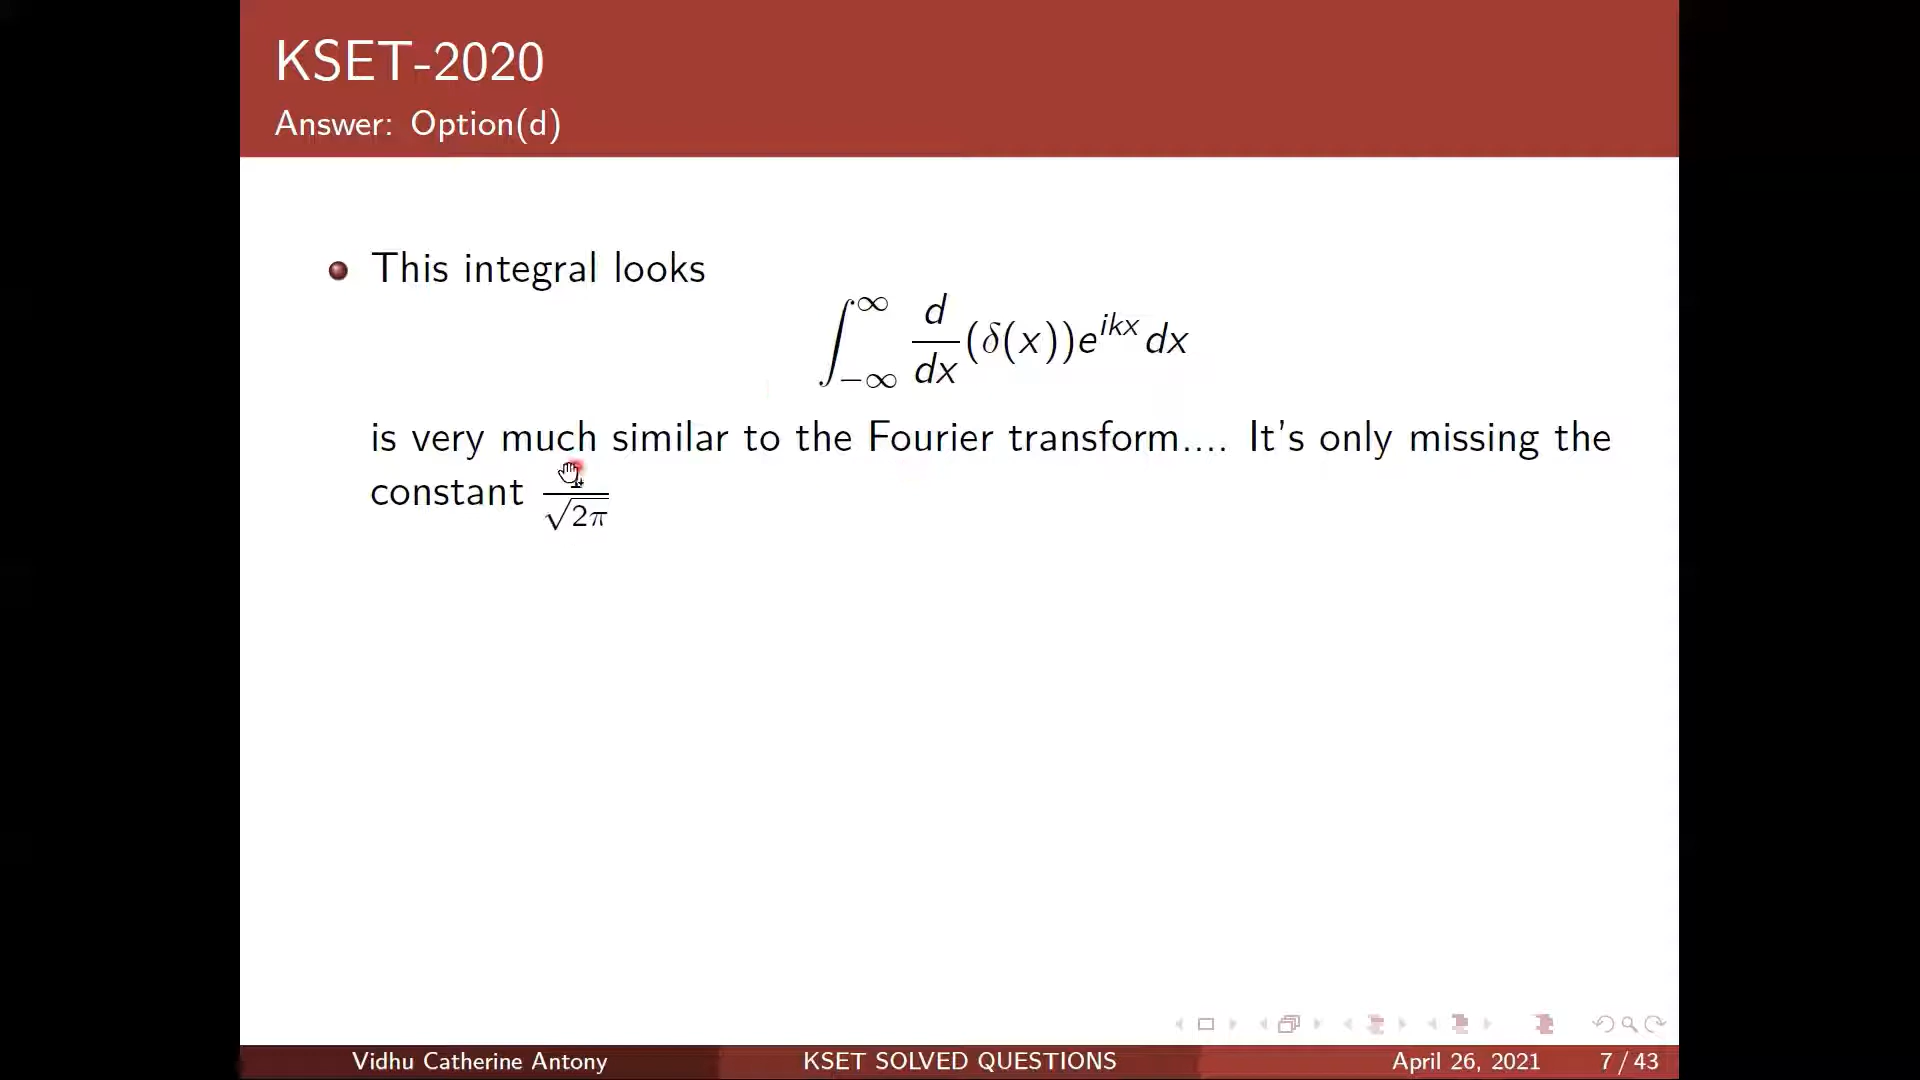 KSET-2020
Answer: Option(d)
This integral looks
∫_{-∞}^{∞} d/dx (δ(x))e^{ikx} dx
is very much similar to the Fourier transform.... It's only missing the
constant 1/√2π
Vidhu Catherine Antony KSET SOLVED QUESTIONS April 26, 2021 7 / 43